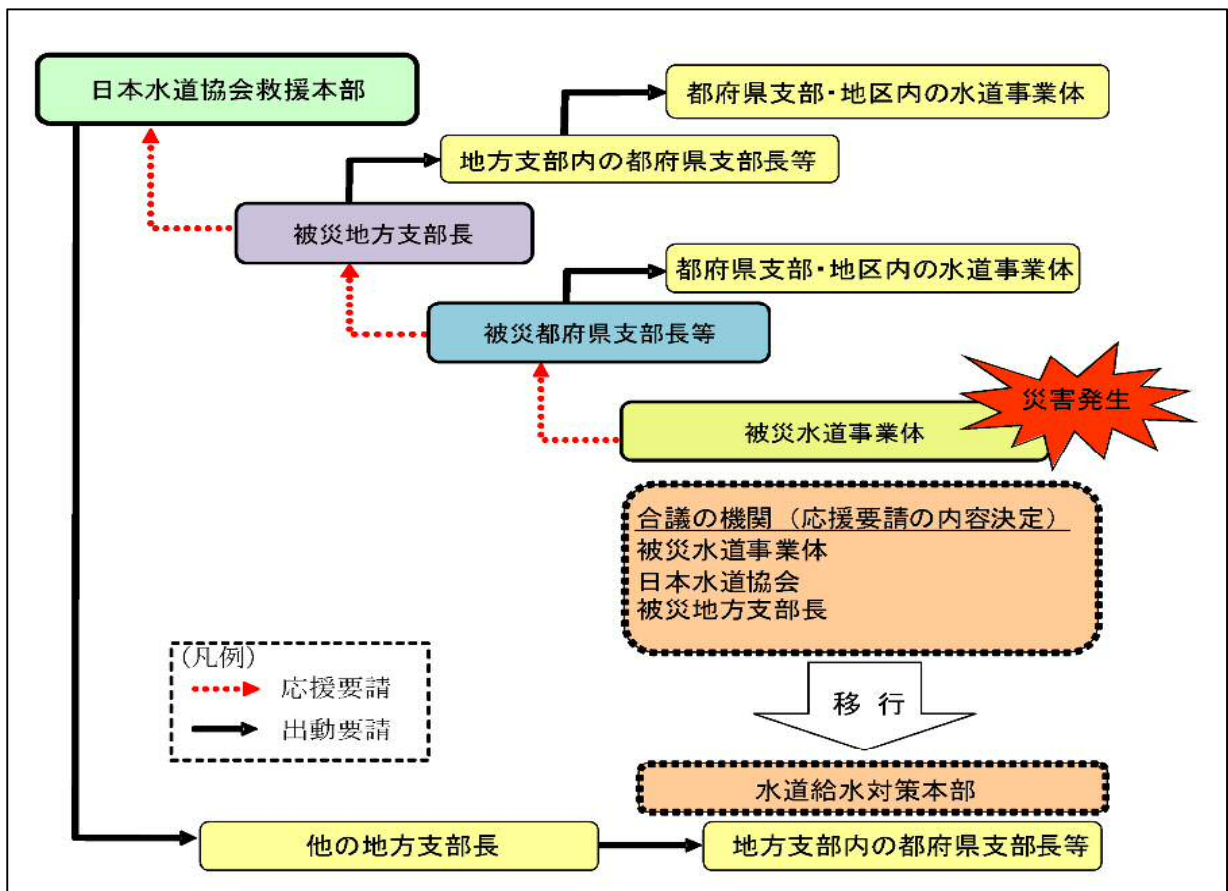 日本水道協会救援本部
都府県支部・地区内の水道事業体
地方支部内の都府県支部長等
被災地方支部長
都府県支部・地区内の水道事業体
被災都府県支部長等
災害発生
被災水道事業体
合議の機関（応援要請の内容決定）
被災水道事業体
日本水道協会
被災地方支部長
(凡例)
応援要請
出動要請
移 行
水道給水対策本部
他の地方支部長
地方支部内の都府県支部長等